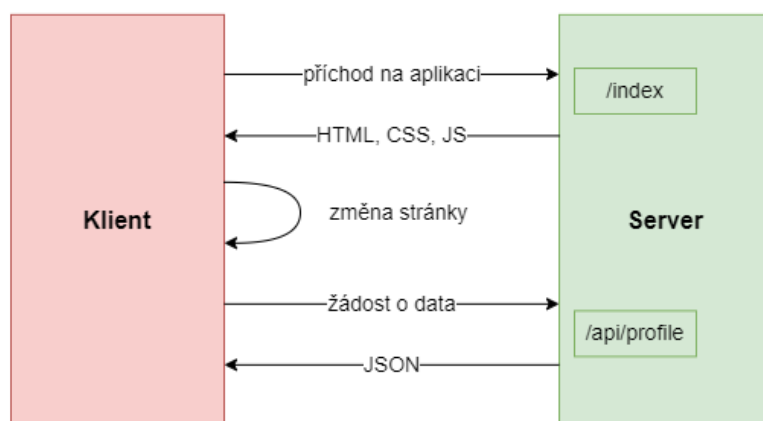 příchod na aplikaci
/index
HTML, CSS, JS
Klient
změna stránky
Server
žádost o data
/api/profile
JSON